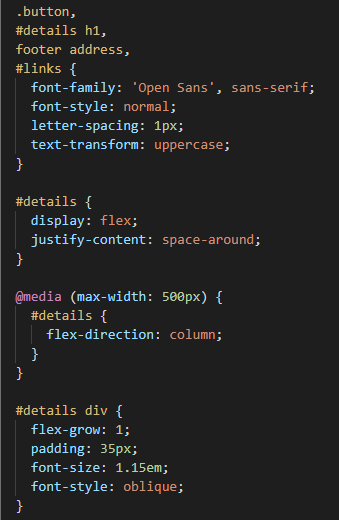 .button,
#details h1,
footer address,
#links {
  font-family: 'Open Sans', sans-serif;
  font-style: normal;
  letter-spacing: 1px;
  text-transform: uppercase;
}

#details {
  display: flex;
  justify-content: space-around;
}

@media (max-width: 500px) {
  #details {
    flex-direction: column;
  }
}

#details div {
  flex-grow: 1;
  padding: 35px;
  font-size: 1.15em;
  font-style: oblique;
}